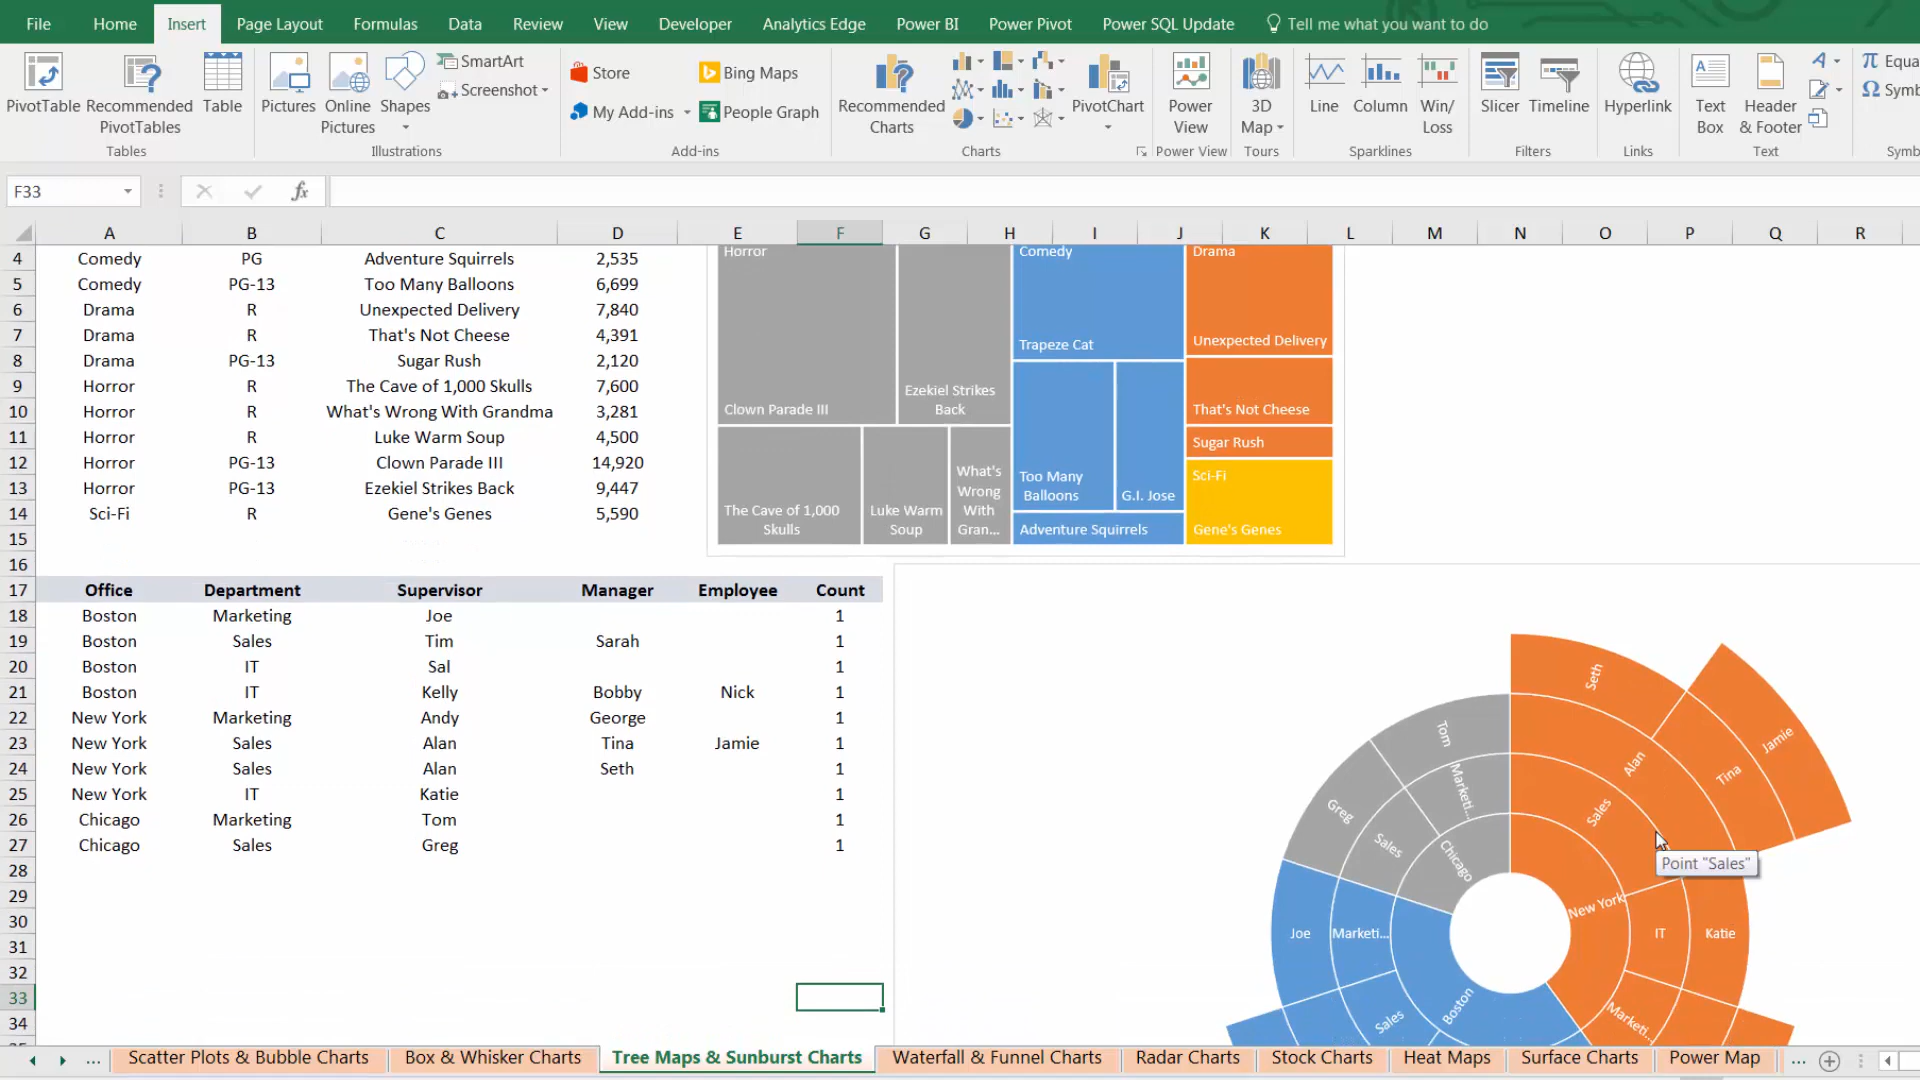 File Home Insert Page Layout Formulas Data Review View Developer Analytics Edge Power BI Power Pivot Power SQL Update Tell me what you want to do
PivotTable
Recommended
PivotTables
Table
Tables
Pictures
Online
Pictures
Shapes
SmartArt
Screenshot
Illustrations
Store
My Add-ins
Bing Maps
People Graph
Add-ins
Recommended
Charts
PivotChart
Charts
Power
View
Power View
3D
Map
Tours
Line
Column
Win/
Loss
Sparklines
Slicer
Timeline
Filters
Hyperlink
Links
Text
Box
Header
& Footer
Text
π Equa
Ω Symb
Symb
F33 fx
A B C D E F G H I J K L M N O P Q R
4 Comedy PG Adventure Squirrels 2,535
5 Comedy PG-13 Too Many Balloons 6,699
6 Drama R Unexpected Delivery 7,840
7 Drama R That's Not Cheese 4,391
8 Drama PG-13 Sugar Rush 2,120
9 Horror R The Cave of 1,000 Skulls 7,600
10 Horror R What's Wrong With Grandma 3,281
11 Horror R Luke Warm Soup 4,500
12 Horror PG-13 Clown Parade III 14,920
13 Horror PG-13 Ezekiel Strikes Back 9,447
14 Sci-Fi R Gene's Genes 5,590
15
16
17 Office Department Supervisor Manager Employee Count
18 Boston Marketing Joe 1
19 Boston Sales Tim Sarah 1
20 Boston IT Sal 1
21 Boston IT Kelly Bobby Nick 1
22 New York Marketing Andy George 1
23 New York Sales Alan Tina Jamie 1
24 New York Sales Alan Seth 1
25 New York IT Katie 1
26 Chicago Marketing Tom 1
27 Chicago Sales Greg 1
28
29
30
31
32
33
34
Horror
Clown Parade III
Ezekiel Strikes
Back
The Cave of 1,000
Skulls
Luke Warm
Soup
What's
Wrong
With
Gran...
Comedy
Trapeze Cat
Too Many
Balloons
G.I. Jose
Adventure Squirrels
Drama
Unexpected Delivery
That's Not Cheese
Sugar Rush
Sci-Fi
Gene's Genes
Seth
Jamie
Tom
Alan
Tina
Marketi...
Greg
Sales
Sales
Chicago
Point "Sales"
New York
Joe
Marketi...
IT
Katie
Boston
Sales
Marketi...
... Scatter Plots & Bubble Charts Box & Whisker Charts Tree Maps & Sunburst Charts Waterfall & Funnel Charts Radar Charts Stock Charts Heat Maps Surface Charts Power Map ...